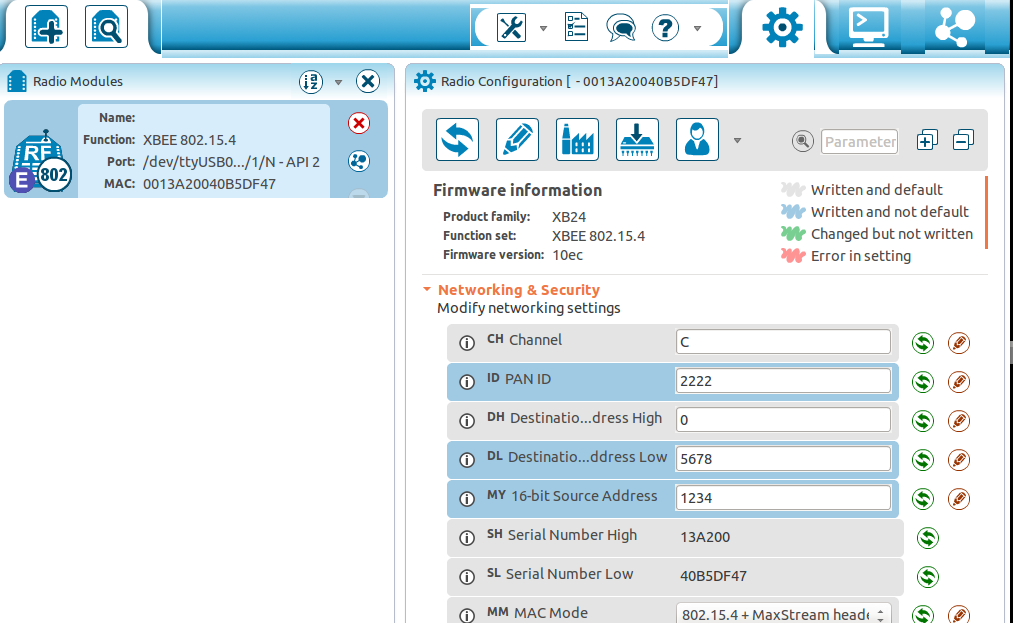 Radio Modules
Radio Configuration [ - 0013A20040B5DF47]
Name:
Function: XBEE 802.15.4
Port: /dev/ttyUSB0.../1/N - API 2
MAC: 0013A20040B5DF47
RF
E
802
Parameter
Firmware information
Product family: XB24
Function set: XBEE 802.15.4
Firmware version: 10ec
Written and default
Written and not default
Changed but not written
Error in setting
Networking & Security
Modify networking settings
CH Channel C
ID PAN ID 2222
DH Destinatio...dress High 0
DL Destinatio...ddress Low 5678
MY 16-bit Source Address 1234
SH Serial Number High 13A200
SL Serial Number Low 40B5DF47
MM MAC Mode 802.15.4 + MaxStream heade